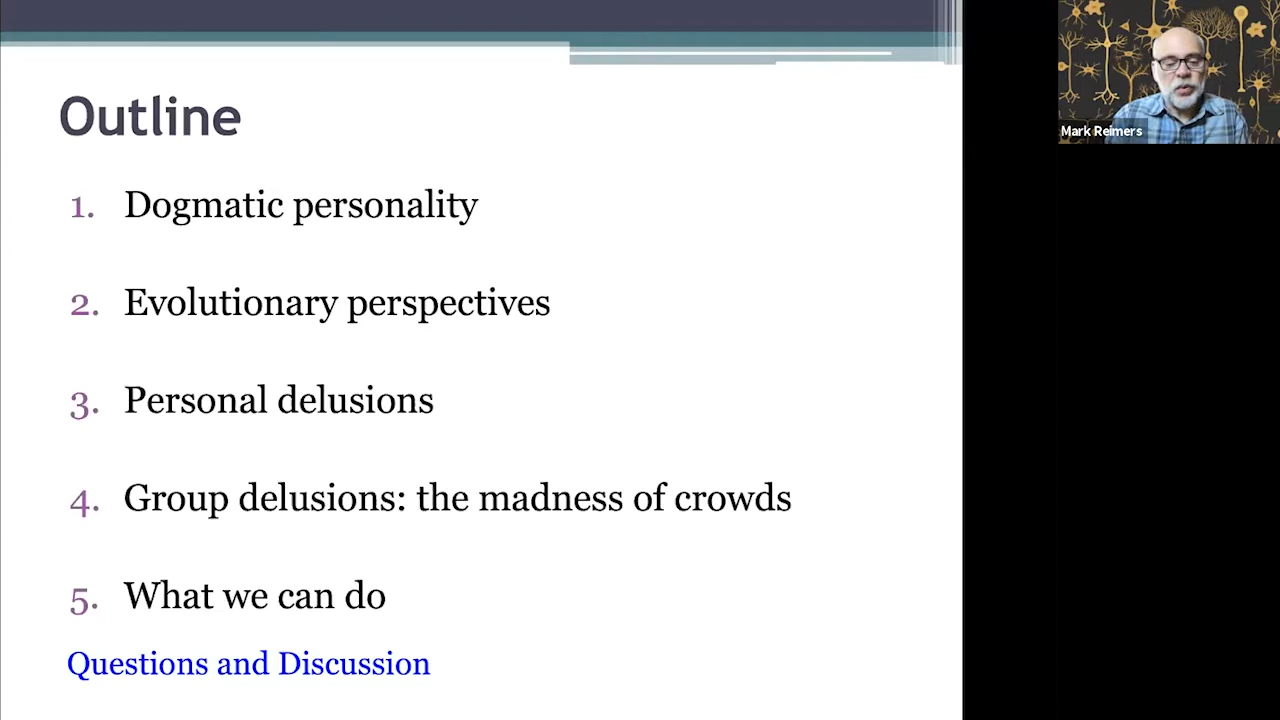 Outline
1. Dogmatic personality
2. Evolutionary perspectives
3. Personal delusions
4. Group delusions: the madness of crowds
5. What we can do
Questions and Discussion
Mark Reimers